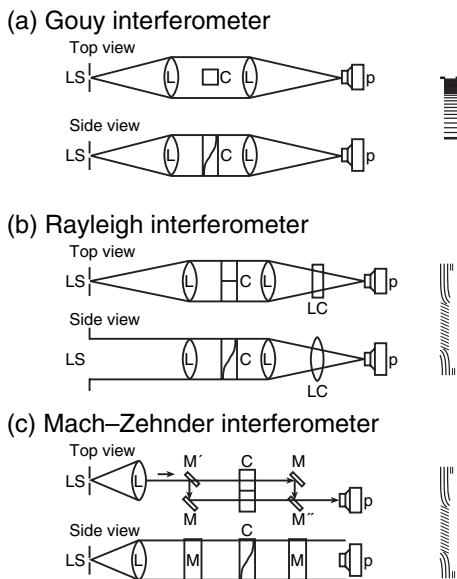 (a) Gouy interferometer
Top view
LS L C L p
Side view
LS L C L p
(b) Rayleigh interferometer
Top view
LS L C L p
LC
Side view
LS L C L p
LC
(c) Mach–Zehnder interferometer
Top view
M´ C M
LS L
M M˝ p
Side view
C
LS L M M p